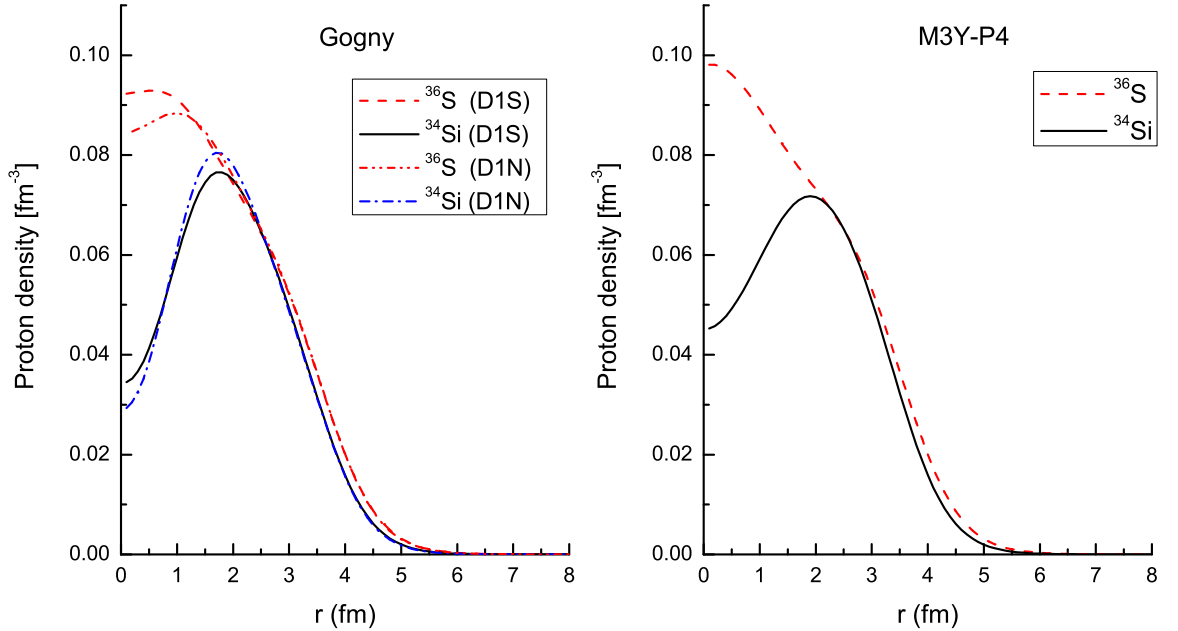 Gogny
³⁶S (D1S)
³⁴Si (D1S)
³⁶S (D1N)
³⁴Si (D1N)
Proton density [fm⁻³]
0.10
0.08
0.06
0.04
0.02
0.00
0 1 2 3 4 5 6 7 8
r (fm)
M3Y-P4
³⁶S
³⁴Si
Proton density [fm⁻³]
0.10
0.08
0.06
0.04
0.02
0.00
0 1 2 3 4 5 6 7 8
r (fm)